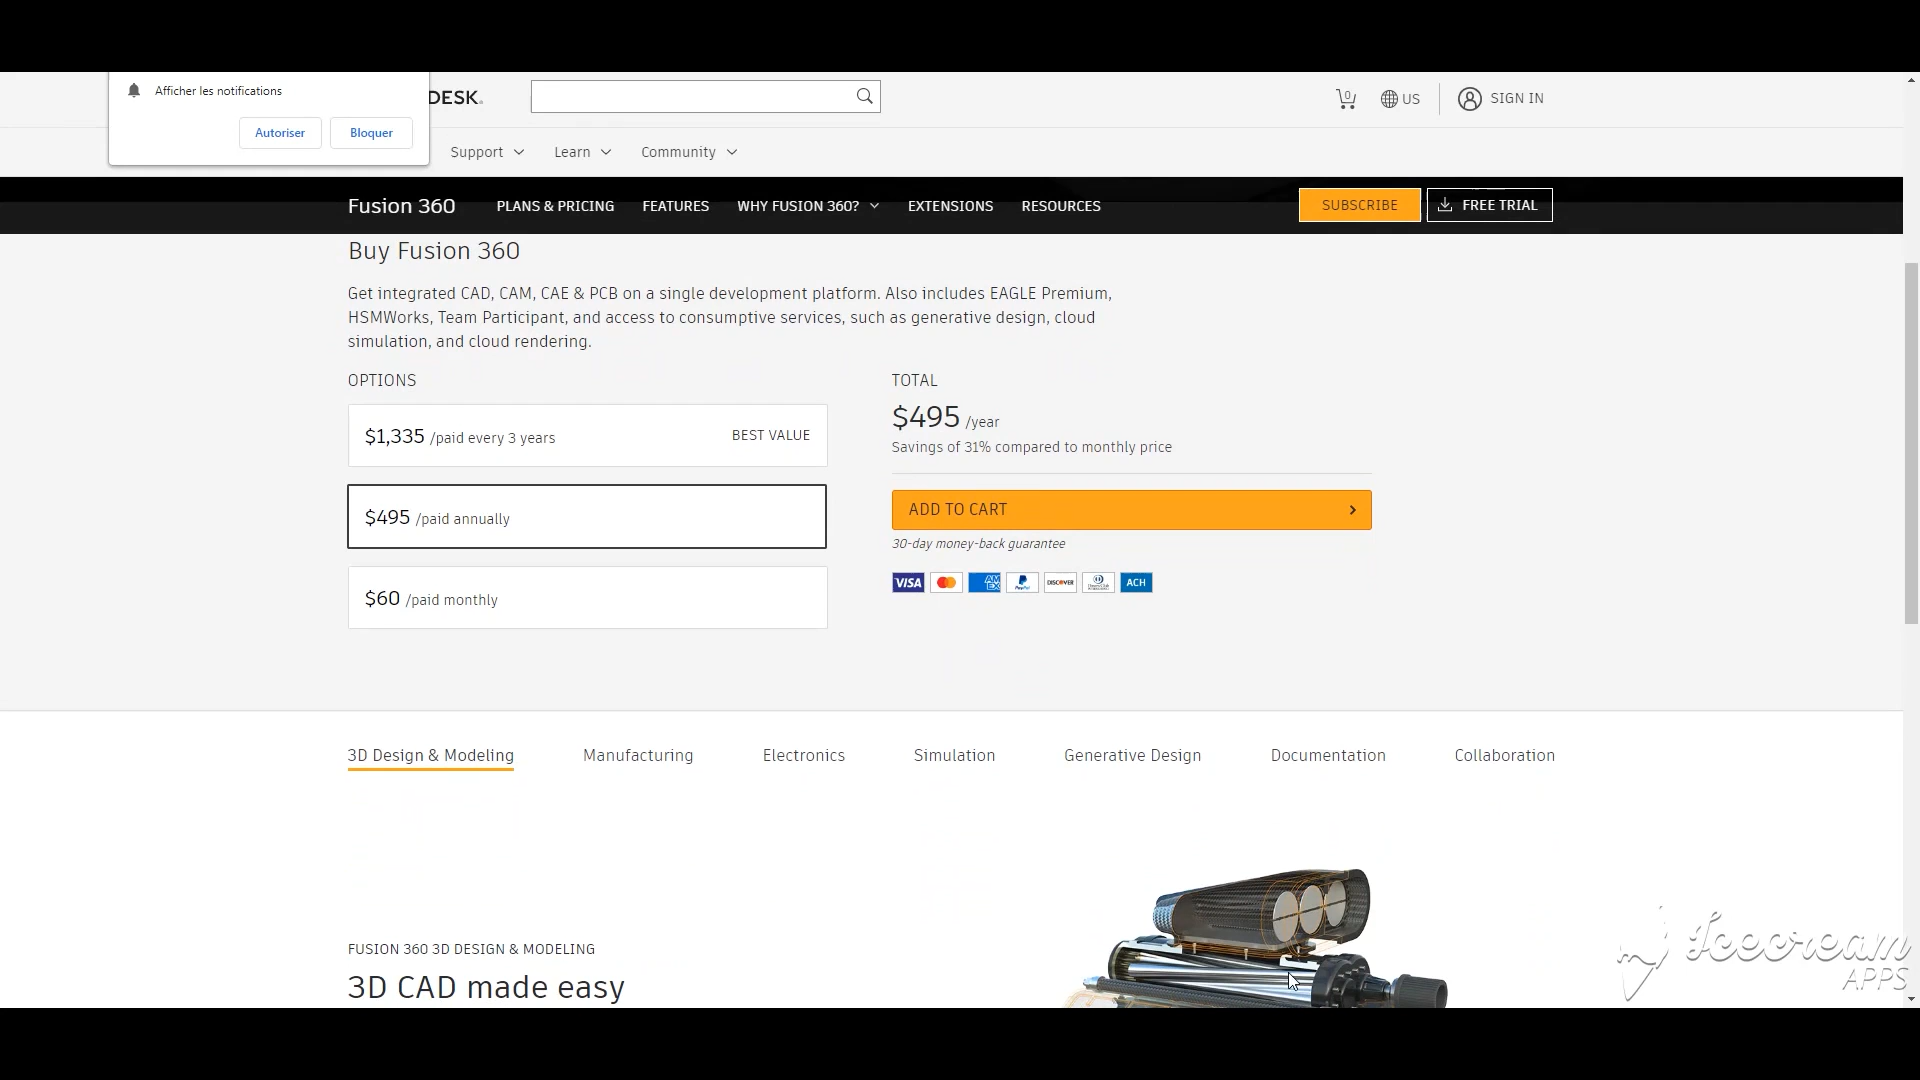 Afficher les notifications
Autoriser Bloquer
DESK.
0
US
SIGN IN
Support
Learn
Community
Fusion 360
PLANS & PRICING
FEATURES
WHY FUSION 360?
EXTENSIONS
RESOURCES
SUBSCRIBE
FREE TRIAL
Buy Fusion 360
Get integrated CAD, CAM, CAE & PCB on a single development platform. Also includes EAGLE Premium,
HSMWorks, Team Participant, and access to consumptive services, such as generative design, cloud
simulation, and cloud rendering.
OPTIONS
$1,335 /paid every 3 years
BEST VALUE
$495 /paid annually
$60 /paid monthly
TOTAL
$495 /year
Savings of 31% compared to monthly price
ADD TO CART
30-day money-back guarantee
VISA
AM
EX
PayPal
DISCOVER
ACH
3D Design & Modeling
Manufacturing
Electronics
Simulation
Generative Design
Documentation
Collaboration
FUSION 360 3D DESIGN & MODELING
3D CAD made easy
Icecream
APPS